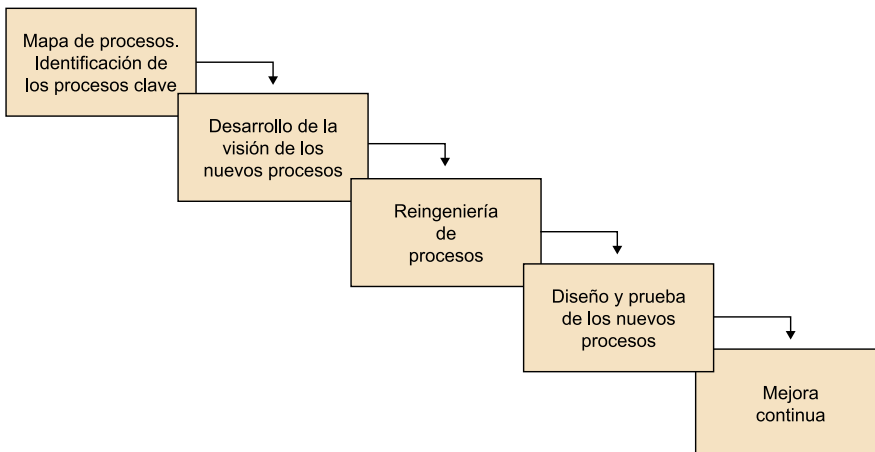 Mapa de procesos.
Identificación de
los procesos clave
Desarrollo de la
visión de los
nuevos procesos
Reingeniería
de
procesos
Diseño y prueba
de los nuevos
procesos
Mejora
continua